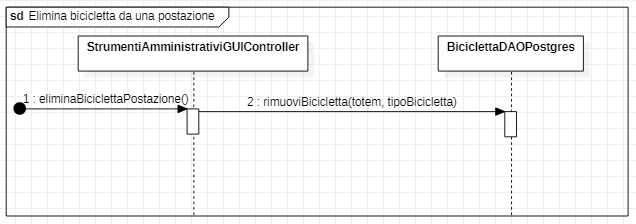 sd Elimina bicicletta da una postazione
StrumentiAmministrativiGUIController
BiciclettaDAOPostgres
1 : eliminaBiciclettaPostazione()
2 : rimuoviBicicletta(totem, tipoBicicletta)